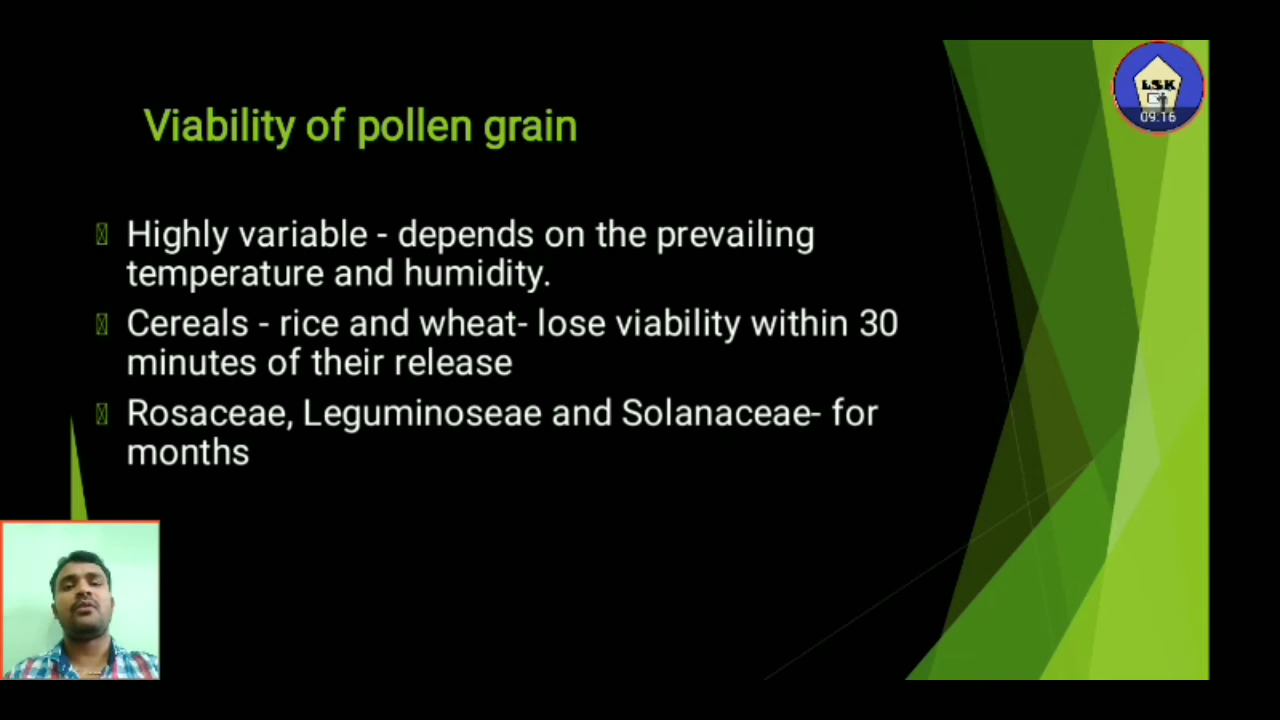 LSK
09:16
Viability of pollen grain
Highly variable - depends on the prevailing
temperature and humidity.
Cereals - rice and wheat- lose viability within 30
minutes of their release
Rosaceae, Leguminoseae and Solanaceae- for
months